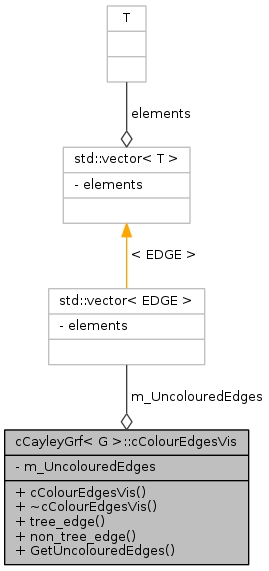 T
elements
std::vector< T >
- elements
< EDGE >
std::vector< EDGE >
- elements
m_UncolouredEdges
cCayleyGrf< G >::cColourEdgesVis
- m_UncolouredEdges
+ cColourEdgesVis()
+ ~cColourEdgesVis()
+ tree_edge()
+ non_tree_edge()
+ GetUncolouredEdges()